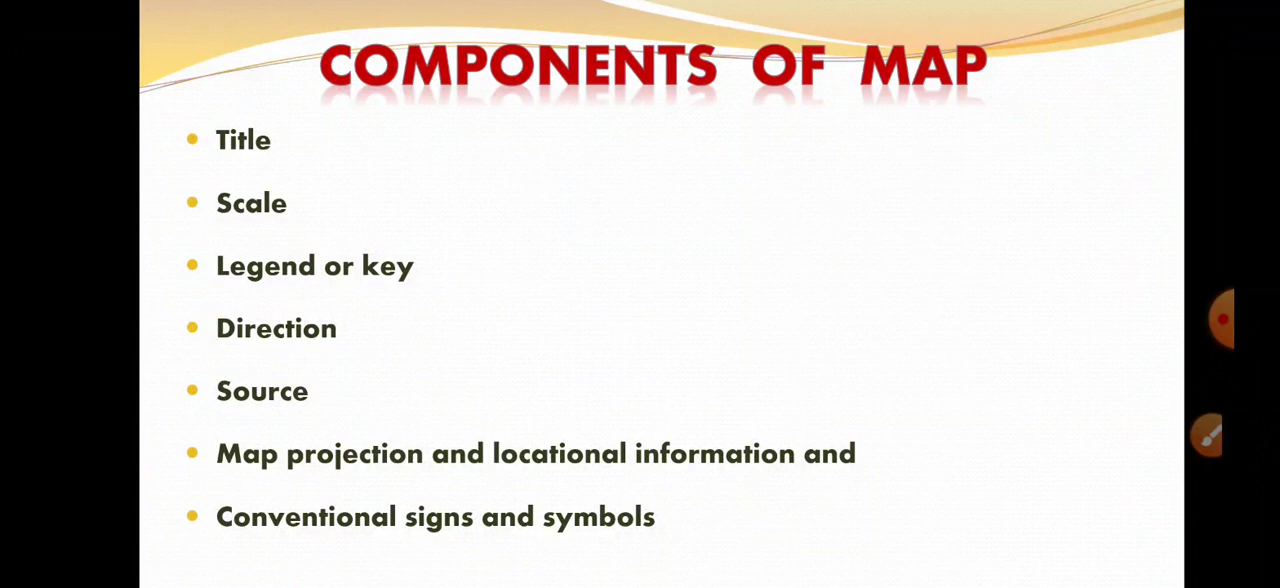 COMPONENTS OF MAP
Title
Scale
Legend or key
Direction
Source
Map projection and locational information and
Conventional signs and symbols